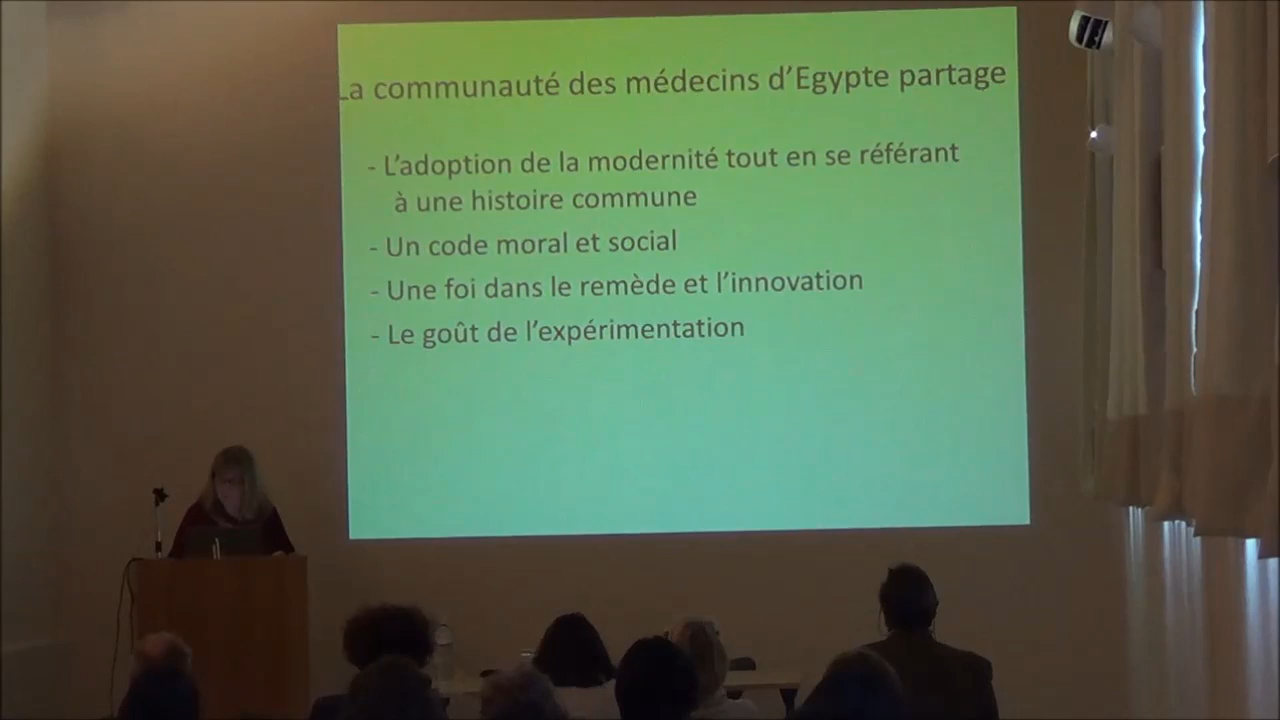 La communauté des médecins d’Egypte partage
- L’adoption de la modernité tout en se référant
à une histoire commune
- Un code moral et social
- Une foi dans le remède et l’innovation
- Le goût de l’expérimentation